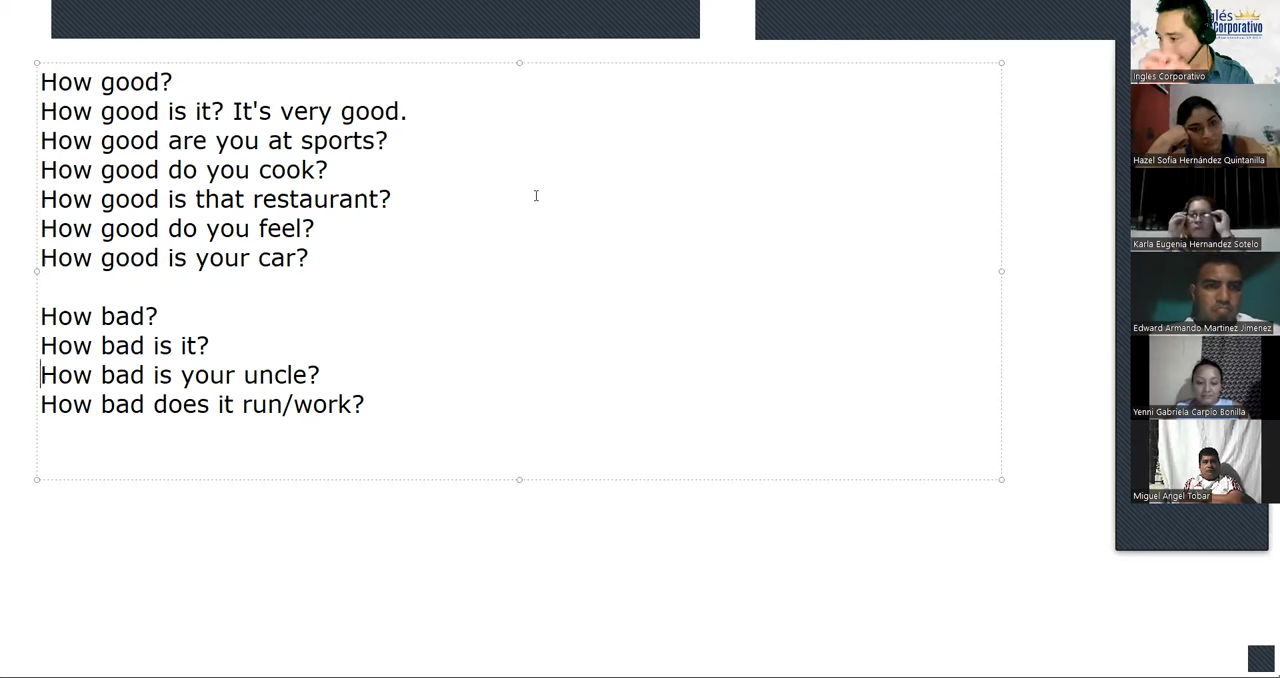 How good?
How good is it? It's very good.
How good are you at sports?
How good do you cook?
How good is that restaurant?
How good do you feel?
How good is your car?
How bad?
How bad is it?
How bad is your uncle?
How bad does it run/work?
glés
Corporativo
Ingles Corporativo
Hazel Sofia Hernández Quintanilla
Karla Eugenia Hernandez Sotelo
Edward Armando Martinez Jimenez
Yenni Gabriela Carpio Bonilla
Miguel Angel Tobar